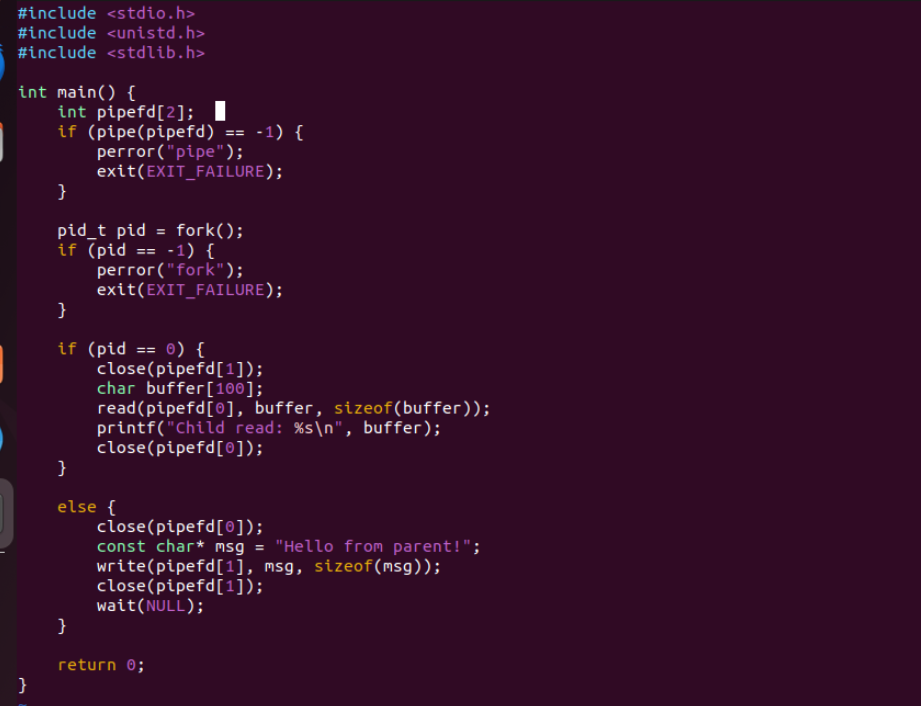 #include <stdio.h>
#include <unistd.h>
#include <stdlib.h>

int main() {
    int pipefd[2];
    if (pipe(pipefd) == -1) {
        perror("pipe");
        exit(EXIT_FAILURE);
    }

    pid_t pid = fork();
    if (pid == -1) {
        perror("fork");
        exit(EXIT_FAILURE);
    }

    if (pid == 0) {
        close(pipefd[1]);
        char buffer[100];
        read(pipefd[0], buffer, sizeof(buffer));
        printf("Child read: %s\n", buffer);
        close(pipefd[0]);
    }

    else {
        close(pipefd[0]);
        const char* msg = "Hello from parent!";
        write(pipefd[1], msg, sizeof(msg));
        close(pipefd[1]);
        wait(NULL);
    }

    return 0;
}